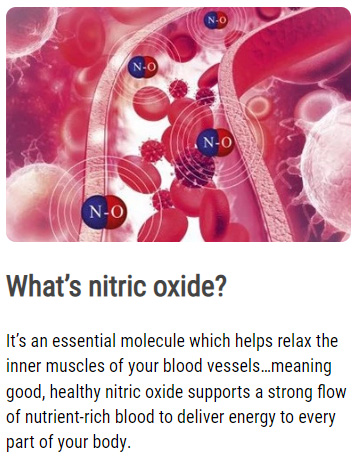 N-O
N-O
N-O
N-O
What's nitric oxide?
It's an essential molecule which helps relax the
inner muscles of your blood vessels...meaning
good, healthy nitric oxide supports a strong flow
of nutrient-rich blood to deliver energy to every
part of your body.